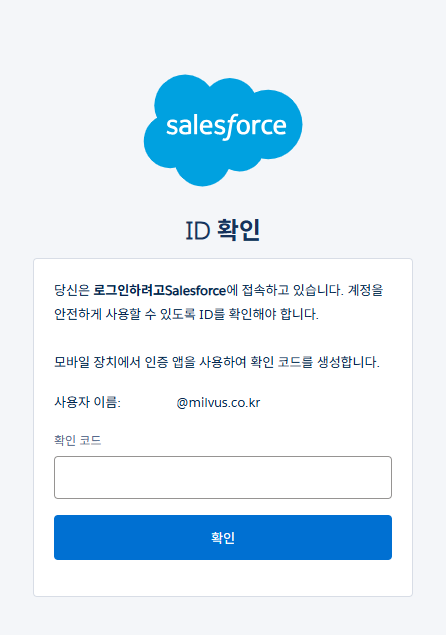 salesforce
ID 확인
당신은 로그인하려고Salesforce에 접속하고 있습니다. 계정을
안전하게 사용할 수 있도록 ID를 확인해야 합니다.
모바일 장치에서 인증 앱을 사용하여 확인 코드를 생성합니다.
사용자 이름: @milvus.co.kr
확인 코드
확인